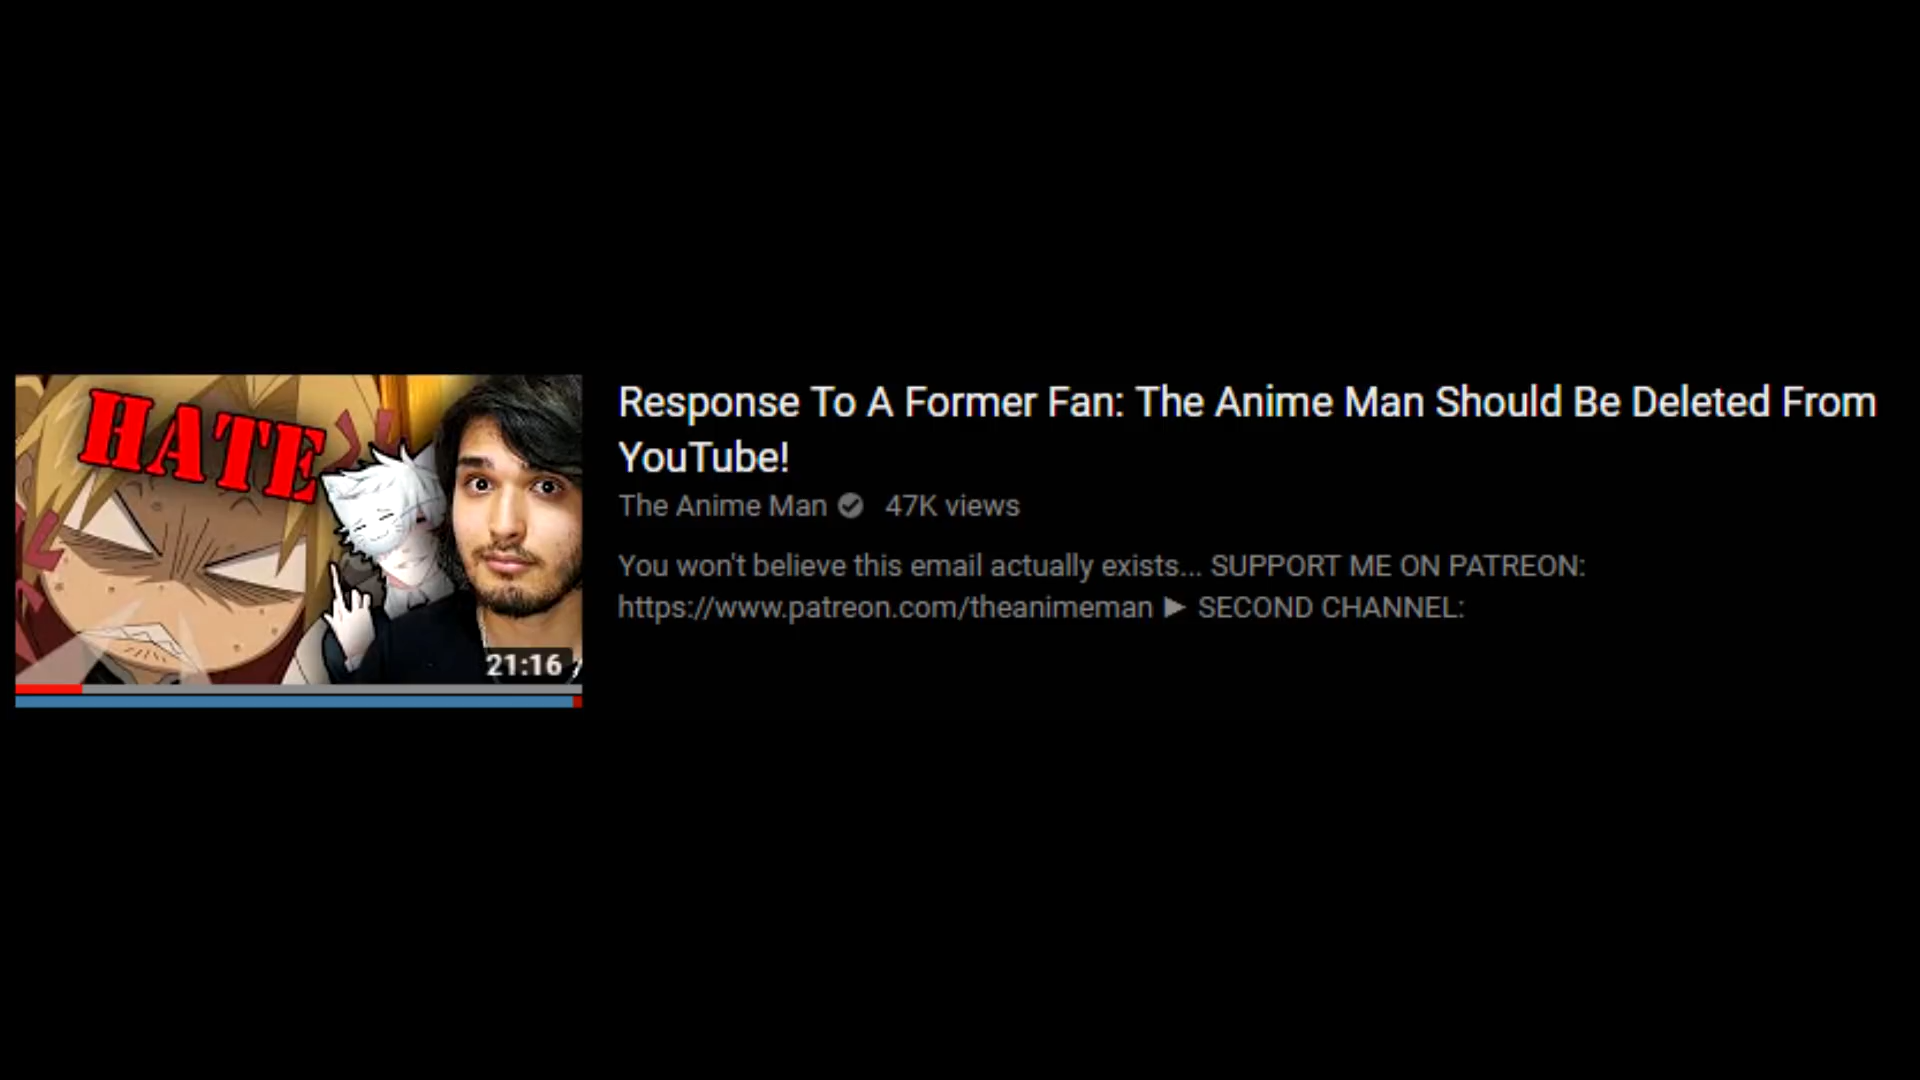 HATE
21:16
Response To A Former Fan: The Anime Man Should Be Deleted From
YouTube!
The Anime Man 47K views
You won't believe this email actually exists... SUPPORT ME ON PATREON:
https://www.patreon.com/theanimeman ► SECOND CHANNEL: